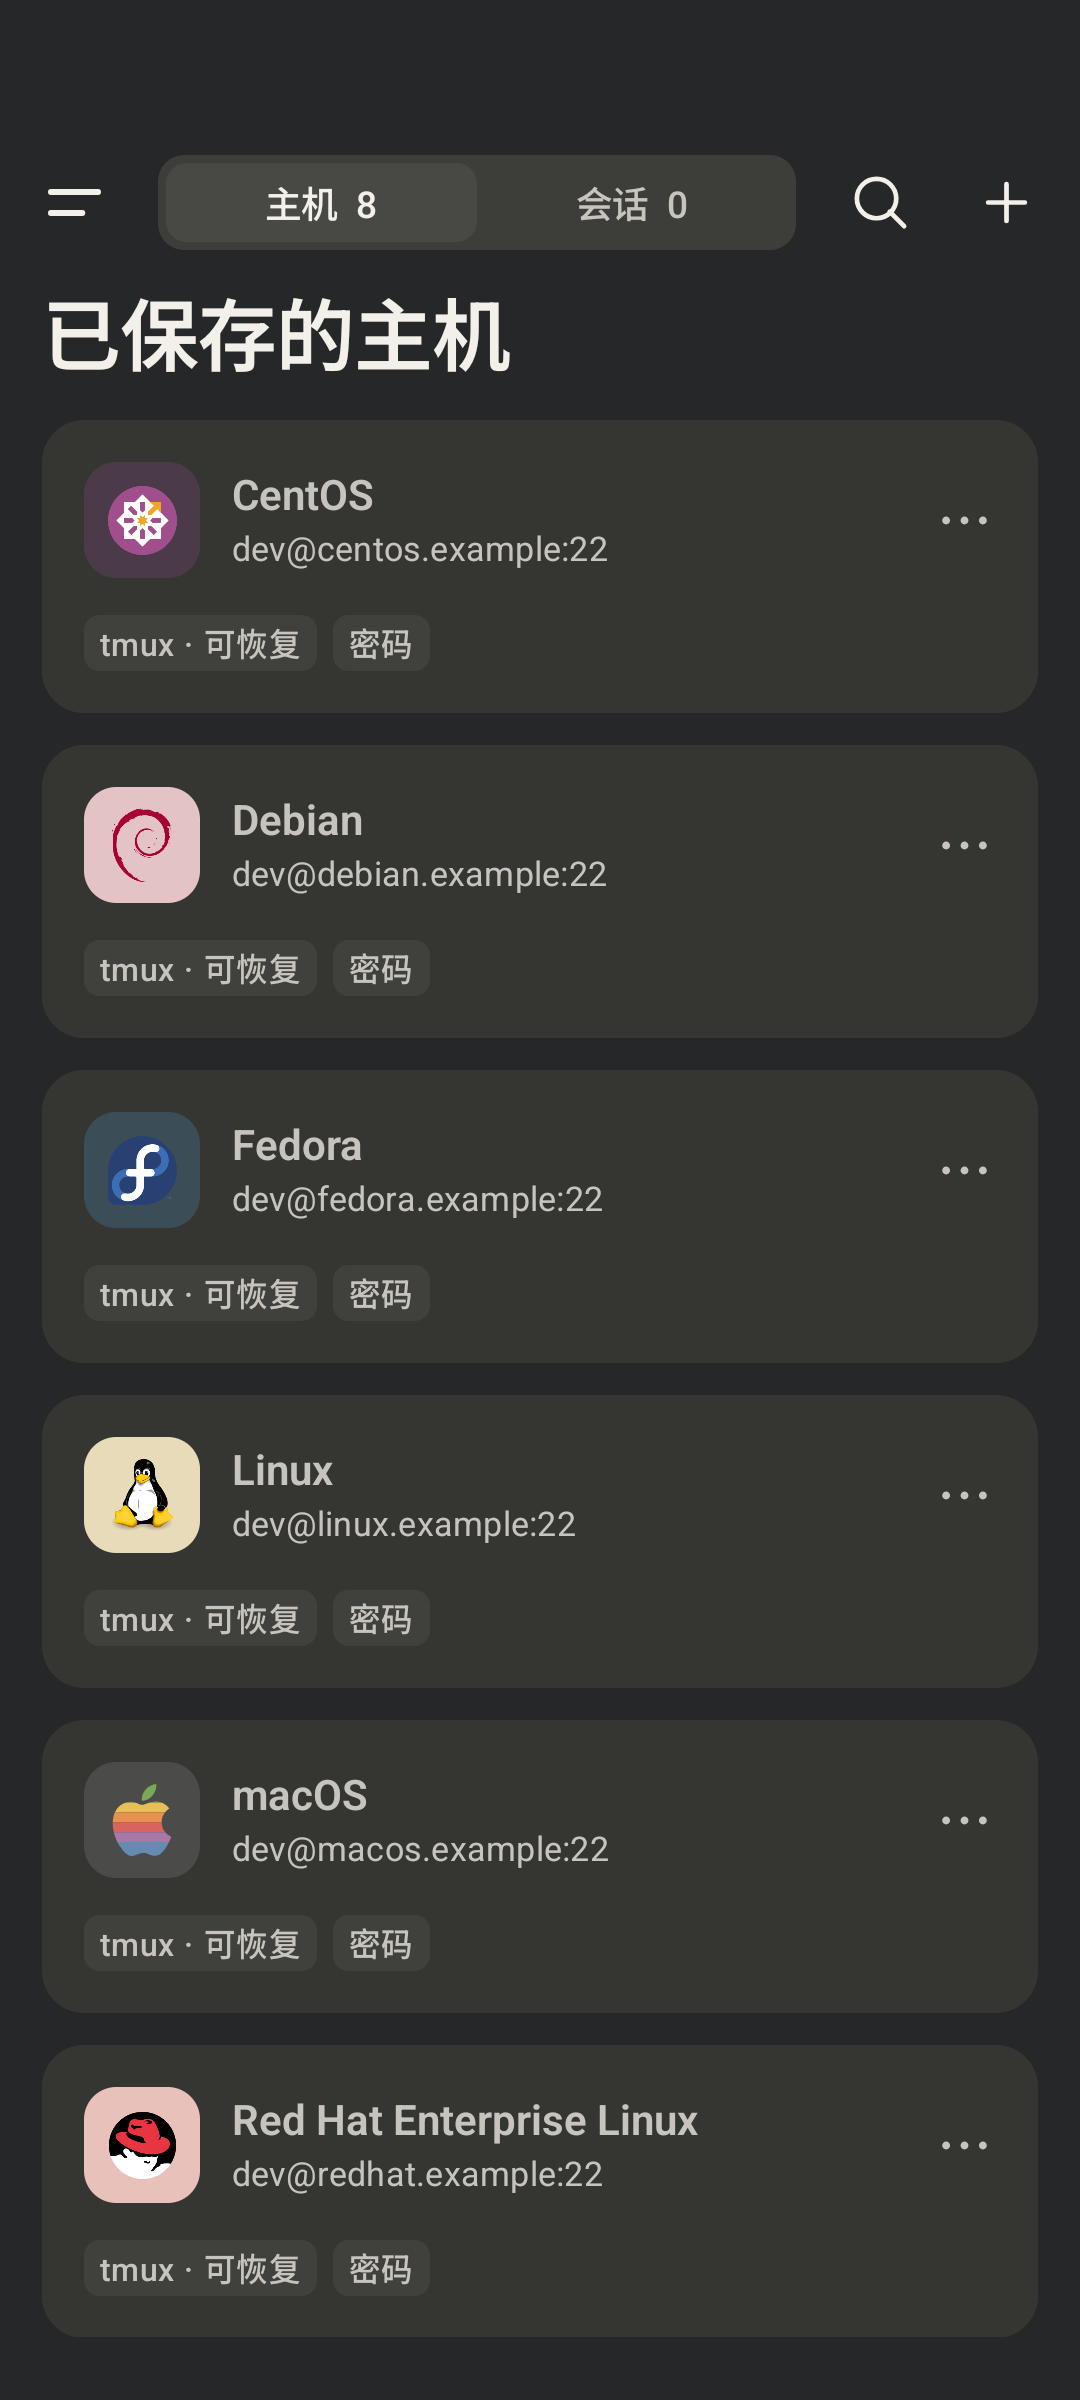 主机 8
会话 0
已保存的主机
CentOS
dev@centos.example:22
tmux · 可恢复
密码
Debian
dev@debian.example:22
tmux · 可恢复
密码
Fedora
dev@fedora.example:22
tmux · 可恢复
密码
Linux
dev@linux.example:22
tmux · 可恢复
密码
macOS
dev@macos.example:22
tmux · 可恢复
密码
Red Hat Enterprise Linux
dev@redhat.example:22
tmux · 可恢复
密码